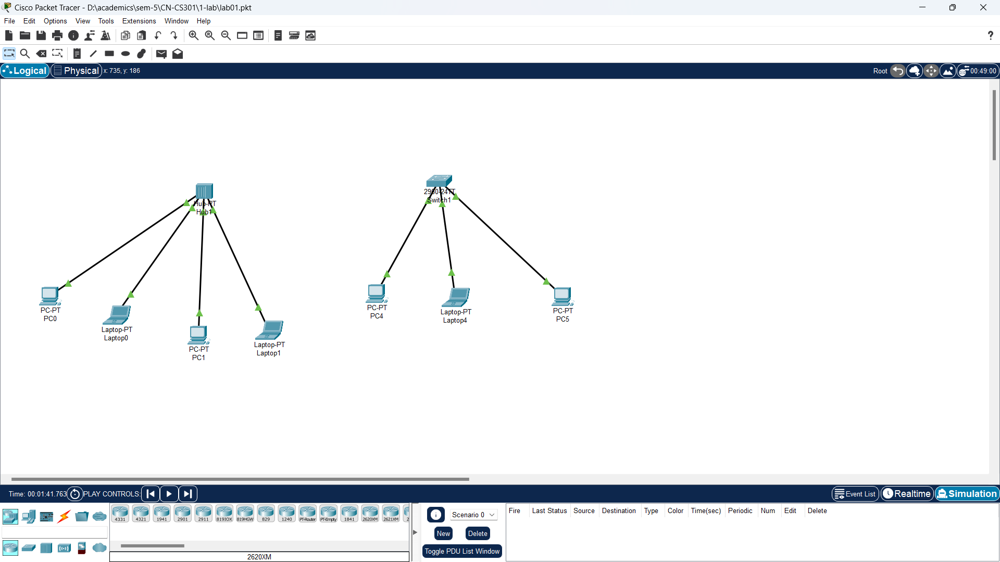 Cisco Packet Tracer - D:\academics\sem-5\CN-CS301\1-lab\lab01.pkt
File Edit Options View Tools Extensions Window Help
Logical Physical x: 735, y: 186 Root 00:49:00
Hub-PT
Hub1
2960-24TT
Switch1
PC-PT
PC0
Laptop-PT
Laptop0
PC-PT
PC1
Laptop-PT
Laptop1
PC-PT
PC4
Laptop-PT
Laptop4
PC-PT
PC5
Time: 00:01:41.763 PLAY CONTROLS: Event List Realtime Simulation
4331 4321 1941 2901 2911 819IOX 819HGW 829 1240 PT-Router PT-Empty 1841 2620XM 2621XM 2
2620XM
Scenario 0
New Delete
Toggle PDU List Window
Fire Last Status Source Destination Type Color Time(sec) Periodic Num Edit Delete